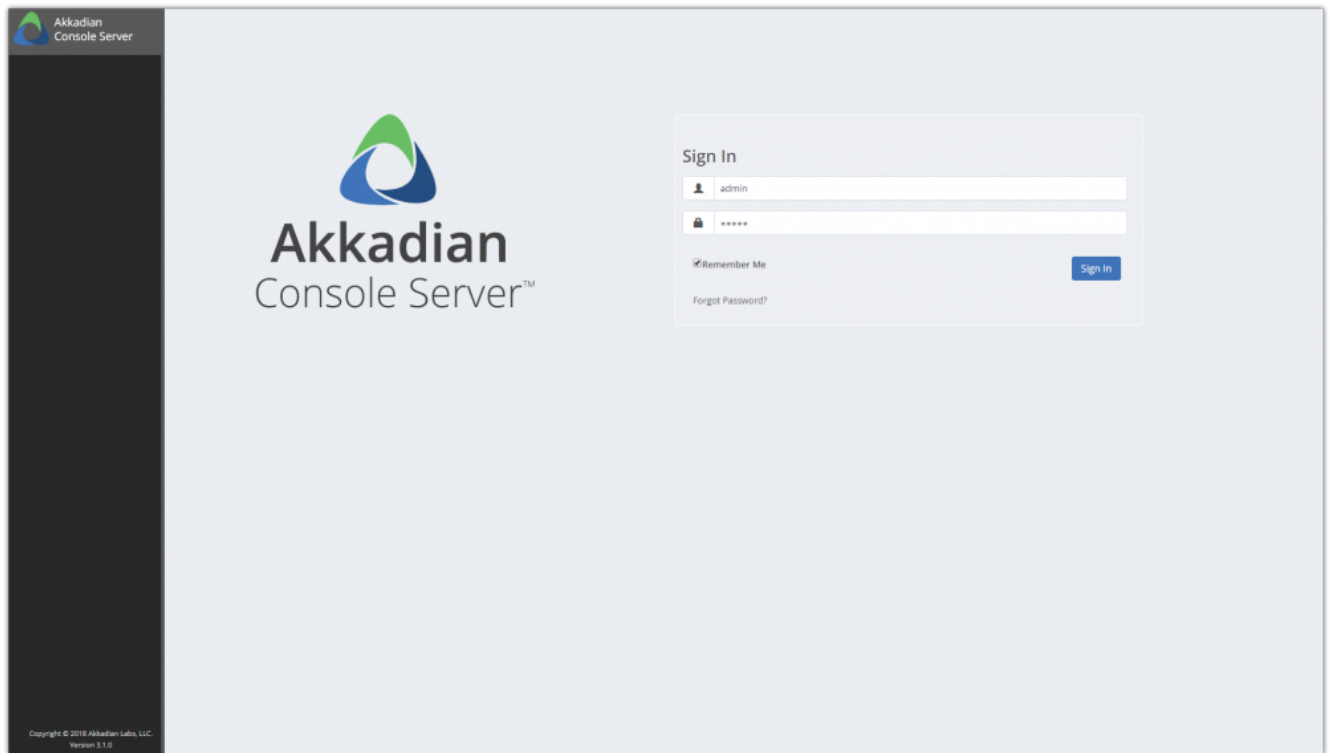 Akkadian
Console Server
Akkadian
Console Server™
Sign In
admin
*****
Remember Me
Sign In
Forgot Password?
Copyright © 2018 Akkadian Labs, LLC.
Version 3.1.0